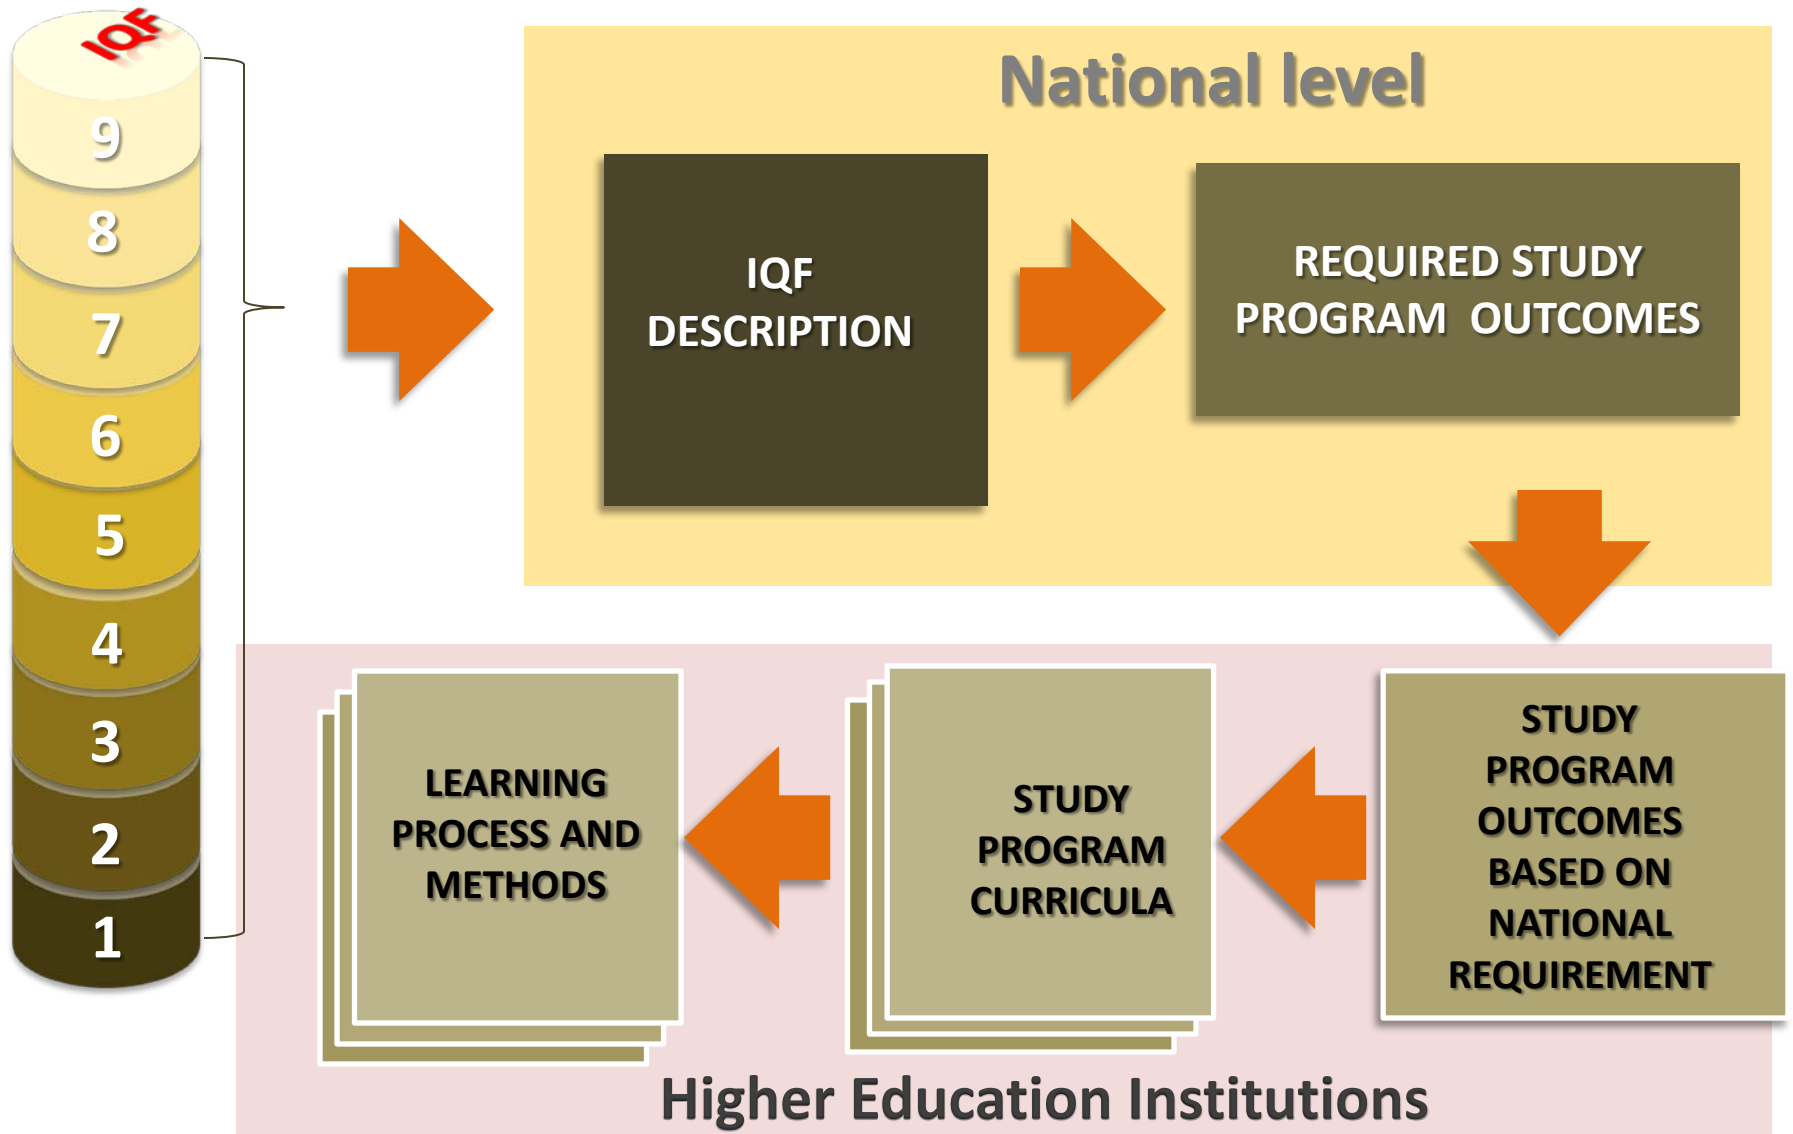 IQF
9
8
7
6
5
4
3
2
1
National level
IQF
DESCRIPTION
REQUIRED STUDY
PROGRAM OUTCOMES
STUDY
PROGRAM
OUTCOMES
BASED ON
NATIONAL
REQUIREMENT
STUDY
PROGRAM
CURRICULA
LEARNING
PROCESS AND
METHODS
Higher Education Institutions